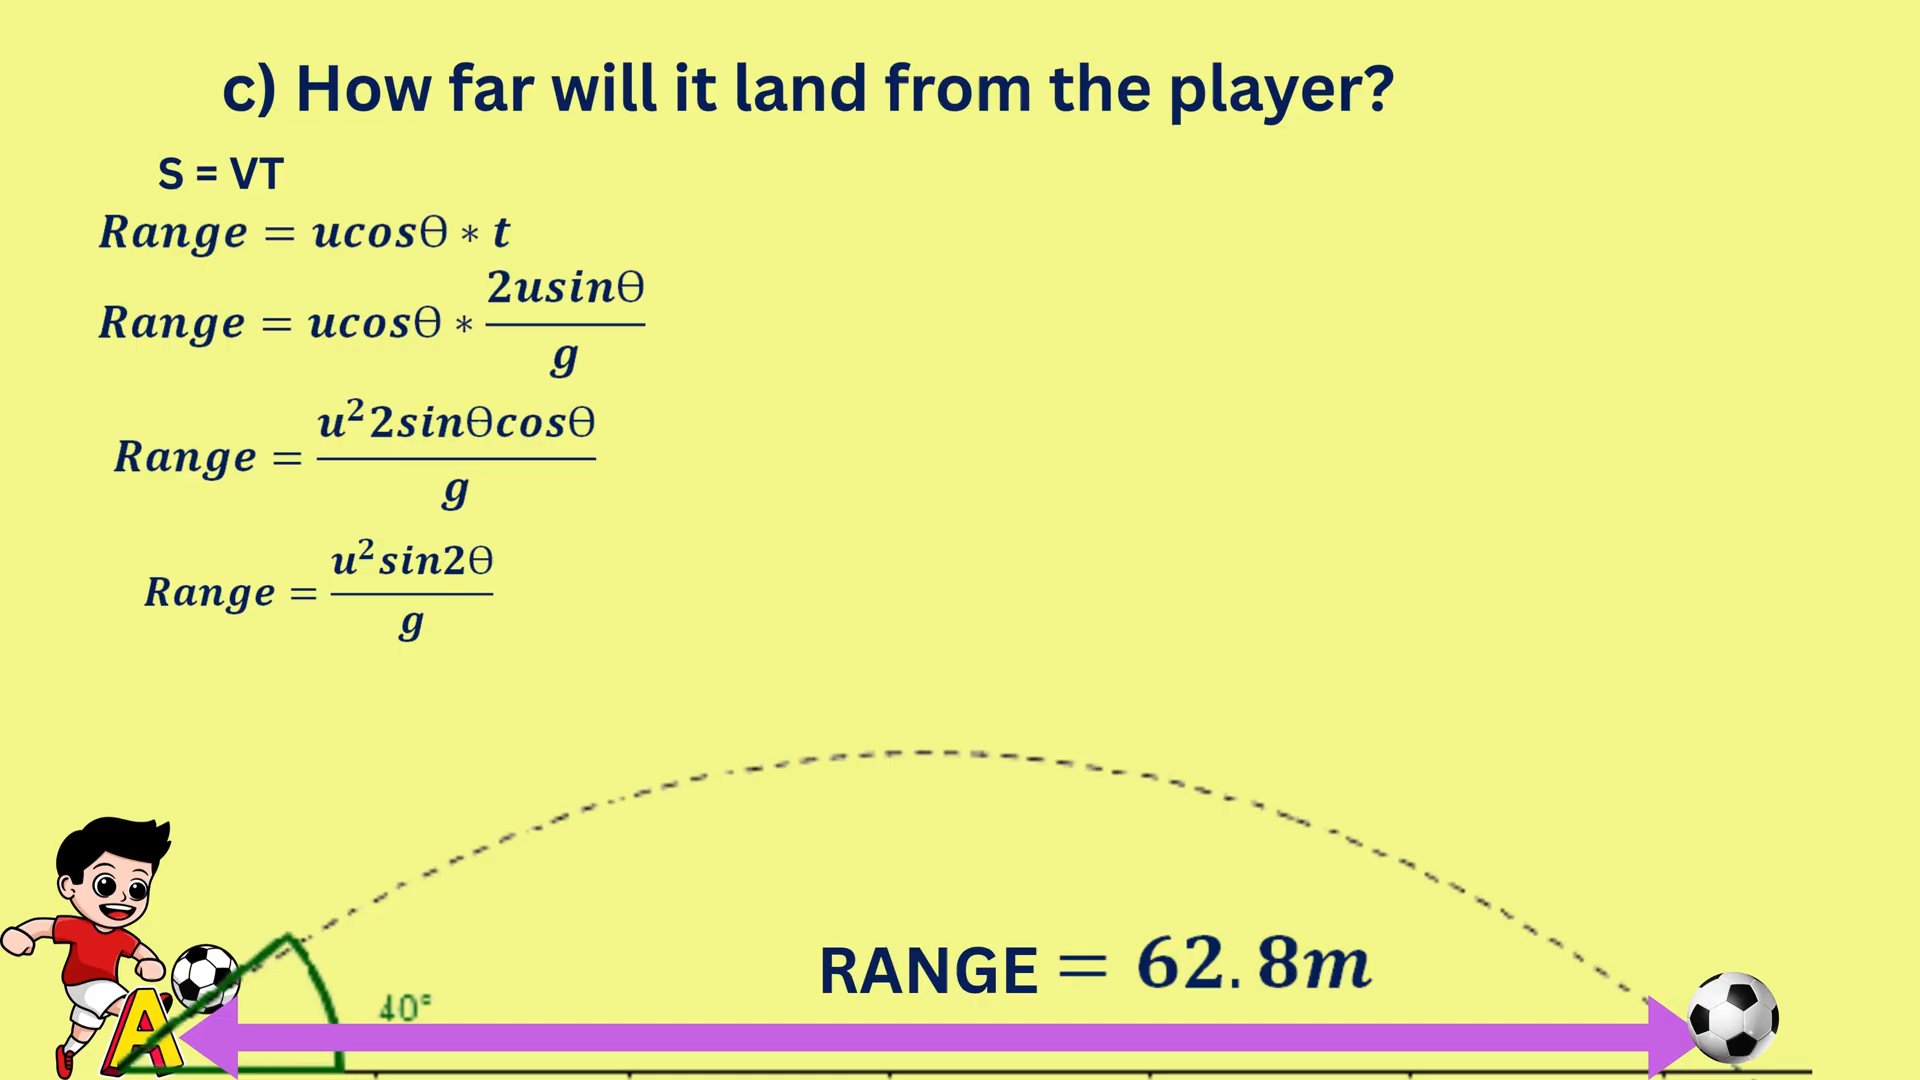 c) How far will it land from the player?
S = VT
Range = ucosΘ * t
Range = ucosΘ * 2usinΘ / g
Range = u²2sinΘcosΘ / g
Range = u²sin2Θ / g
RANGE = 62.8m
40°
A